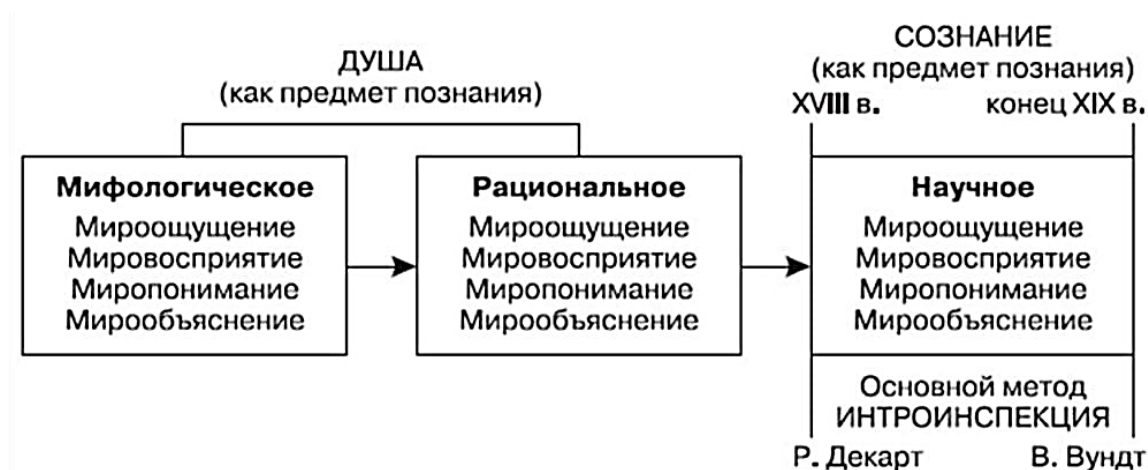 ДУША
(как предмет познания)
СОЗНАНИЕ
(как предмет познания)
XVIII в. конец XIX в.
Мифологическое
Мироощущение
Мировосприятие
Миропонимание
Мирообъяснение
Рациональное
Мироощущение
Мировосприятие
Миропонимание
Мирообъяснение
Научное
Мироощущение
Мировосприятие
Миропонимание
Мирообъяснение
Основной метод
ИНТРОИНСПЕКЦИЯ
Р. Декарт В. Вундт